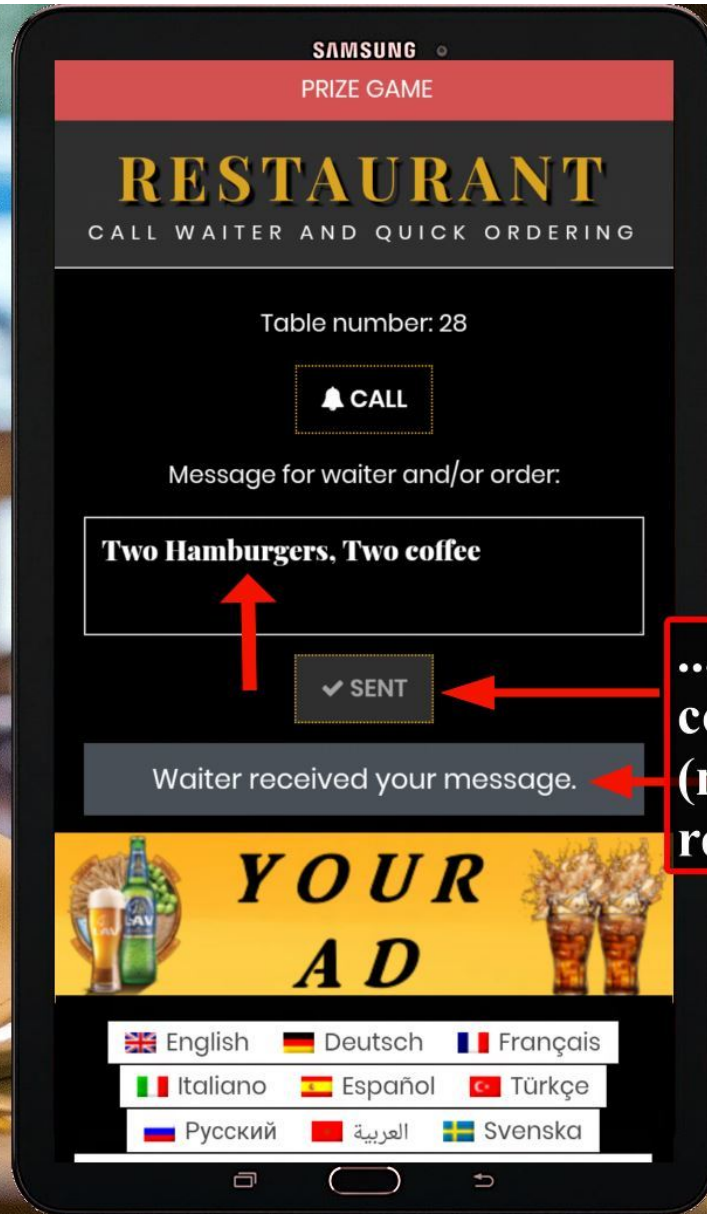 SAMSUNG
PRIZE GAME
RESTAURANT
CALL WAITER AND QUICK ORDERING
Table number: 28
CALL
Message for waiter and/or order:
Two Hamburgers, Two coffee
SENT
Waiter received your message.
LAV LAV
YOUR
AD
English Deutsch Français
Italiano Español Türkçe
Русский العربية Svenska